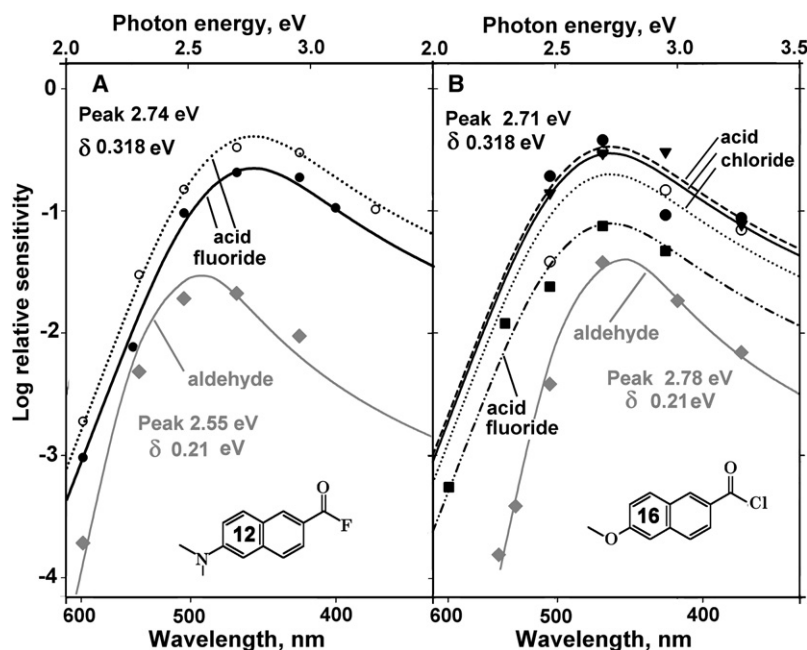 Photon energy, eV
Photon energy, eV
2.0 2.5 3.0
2.0 2.5 3.0 3.5
Log relative sensitivity
0
-1
-2
-3
-4
A
Peak 2.74 eV
δ 0.318 eV
acid
fluoride
aldehyde
Peak 2.55 eV
δ 0.21 eV
12
O
F
N
B
Peak 2.71 eV
δ 0.318 eV
acid
chloride
aldehyde
Peak 2.78 eV
δ 0.21 eV
acid
fluoride
16
O
Cl
O
600 500 400
600 500 400
Wavelength, nm
Wavelength, nm